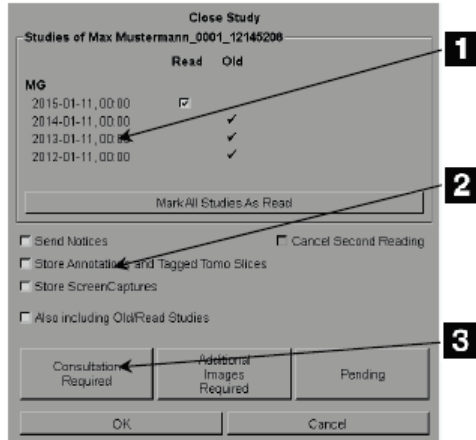 Close Study
Studies of Max Mustermann_0001_12145206
Read Old
MG
2015-01-11, 00:00
2014-01-11, 00:00
2013-01-11, 00:00
2012-01-11, 00:00
Mark All Studies As Read
Send Notices Cancel Second Reading
Store Annotations and Tagged Tomo Slices
Store ScreenCaptures
Also including Old/Read Studies
Consultation
Required
Additional
Images
Required
Pending
OK Cancel
1
2
3